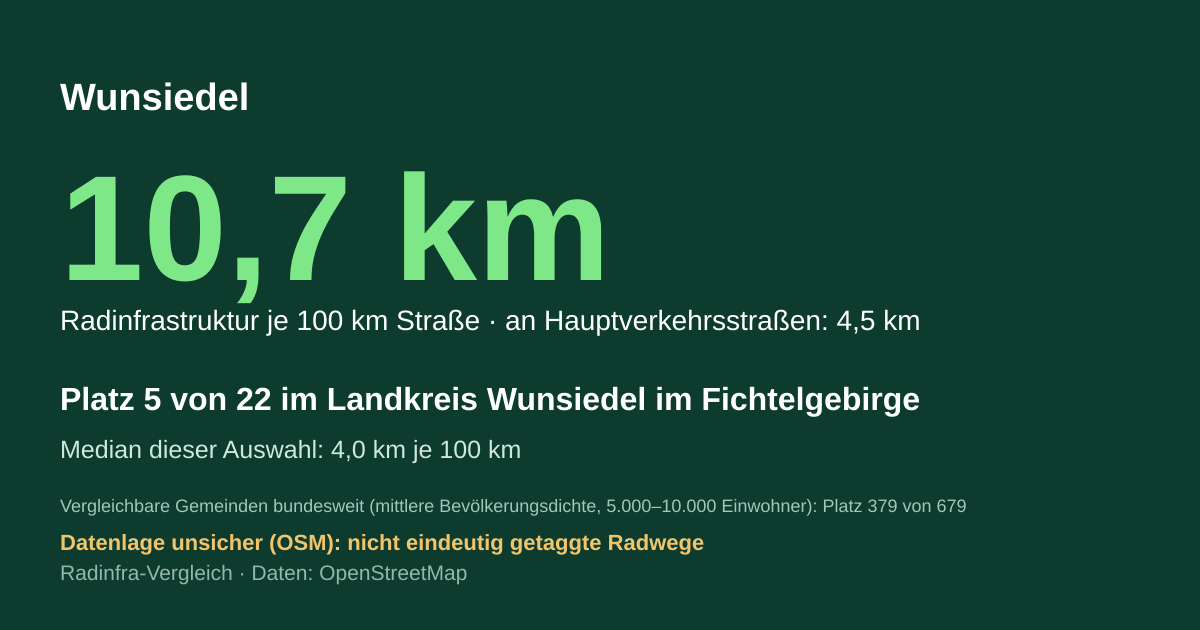 Wunsiedel
10,7 km
Radinfrastruktur je 100 km Straße · an Hauptverkehrsstraßen: 4,5 km
Platz 5 von 22 im Landkreis Wunsiedel im Fichtelgebirge
Median dieser Auswahl: 4,0 km je 100 km
Vergleichbare Gemeinden bundesweit (mittlere Bevölkerungsdichte, 5.000–10.000 Einwohner): Platz 379 von 679
Datenlage unsicher (OSM): nicht eindeutig getaggte Radwege
Radinfra-Vergleich · Daten: OpenStreetMap